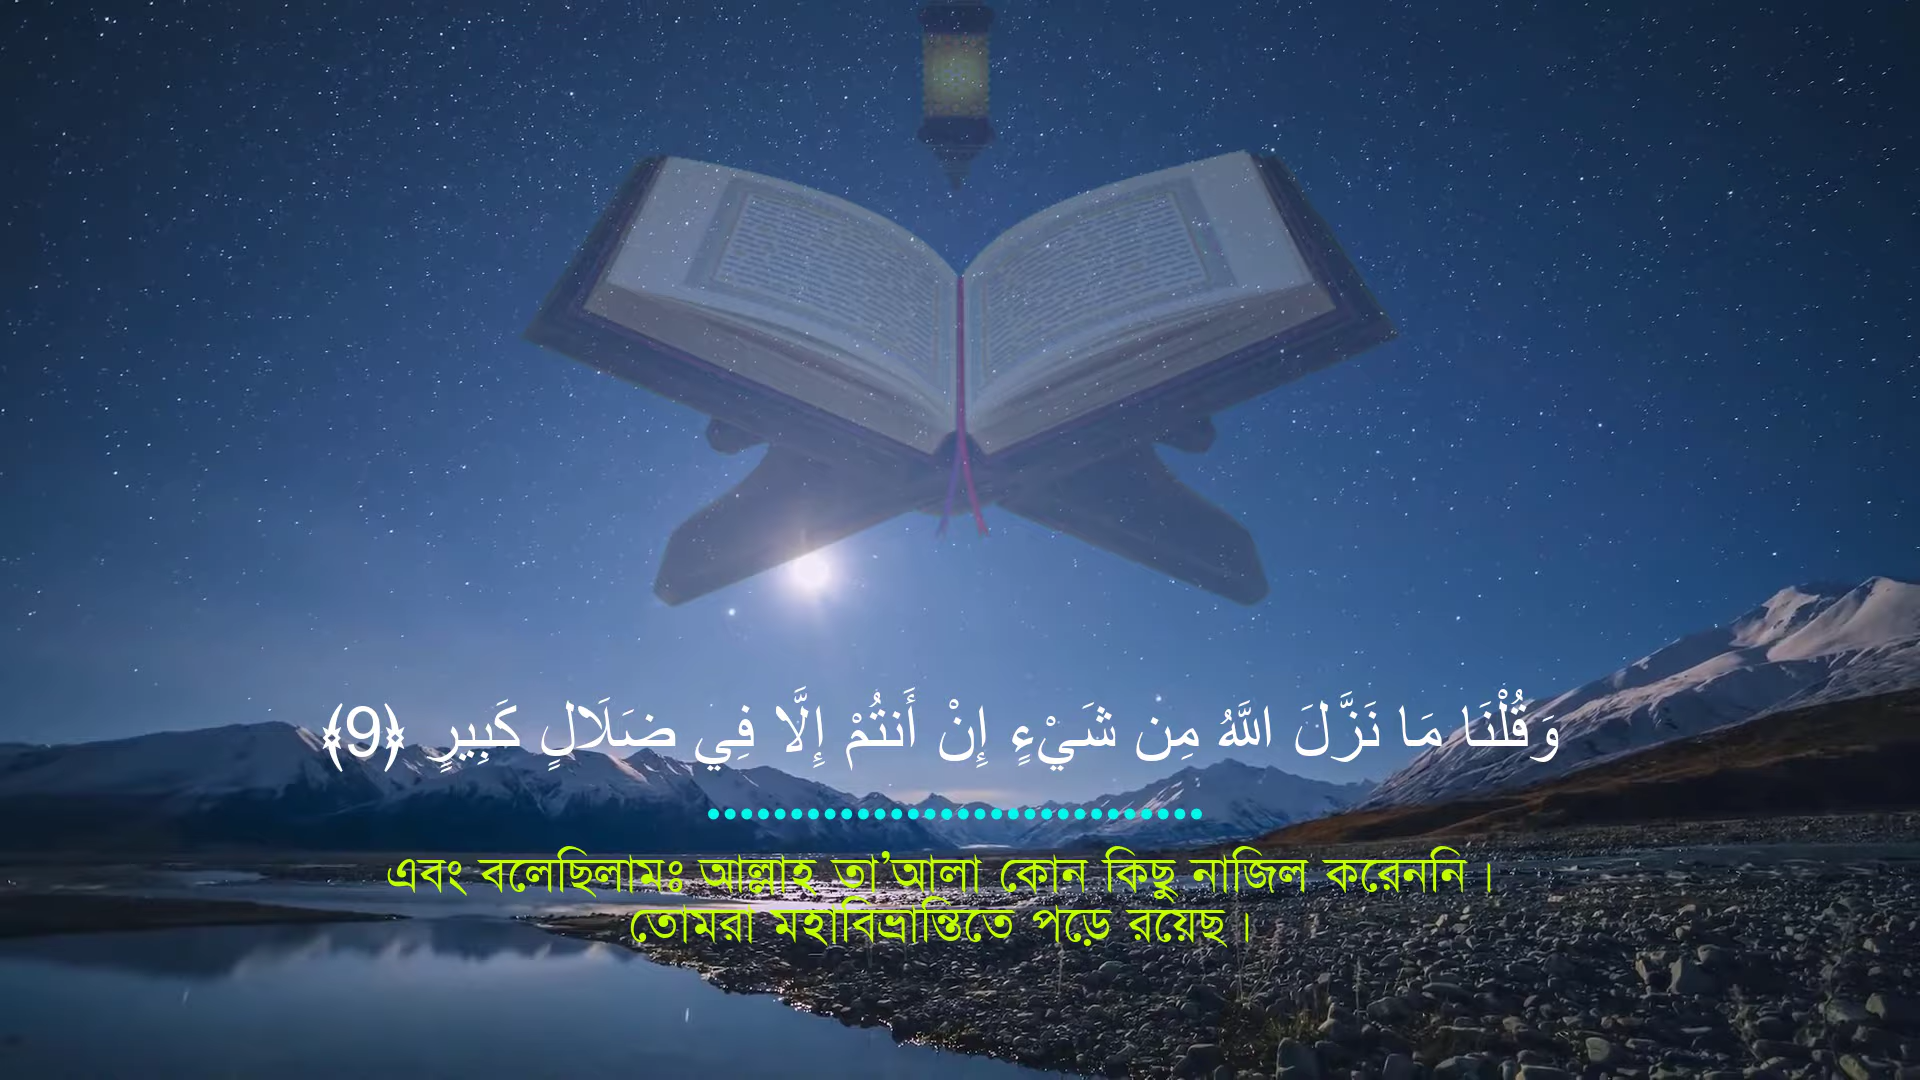 وَقُلْنَا مَا نَزَّلَ اللَّهُ مِن شَيْءٍ إِنْ أَنتُمْ إِلَّا فِي ضَلَالٍ كَبِيرٍ ﴿9﴾
এবং বলেছিলামঃ আল্লাহ তা’আলা কোন কিছু নাজিল করেননি।
তোমরা মহাবিভ্রান্তিতে পড়ে রয়েছ।